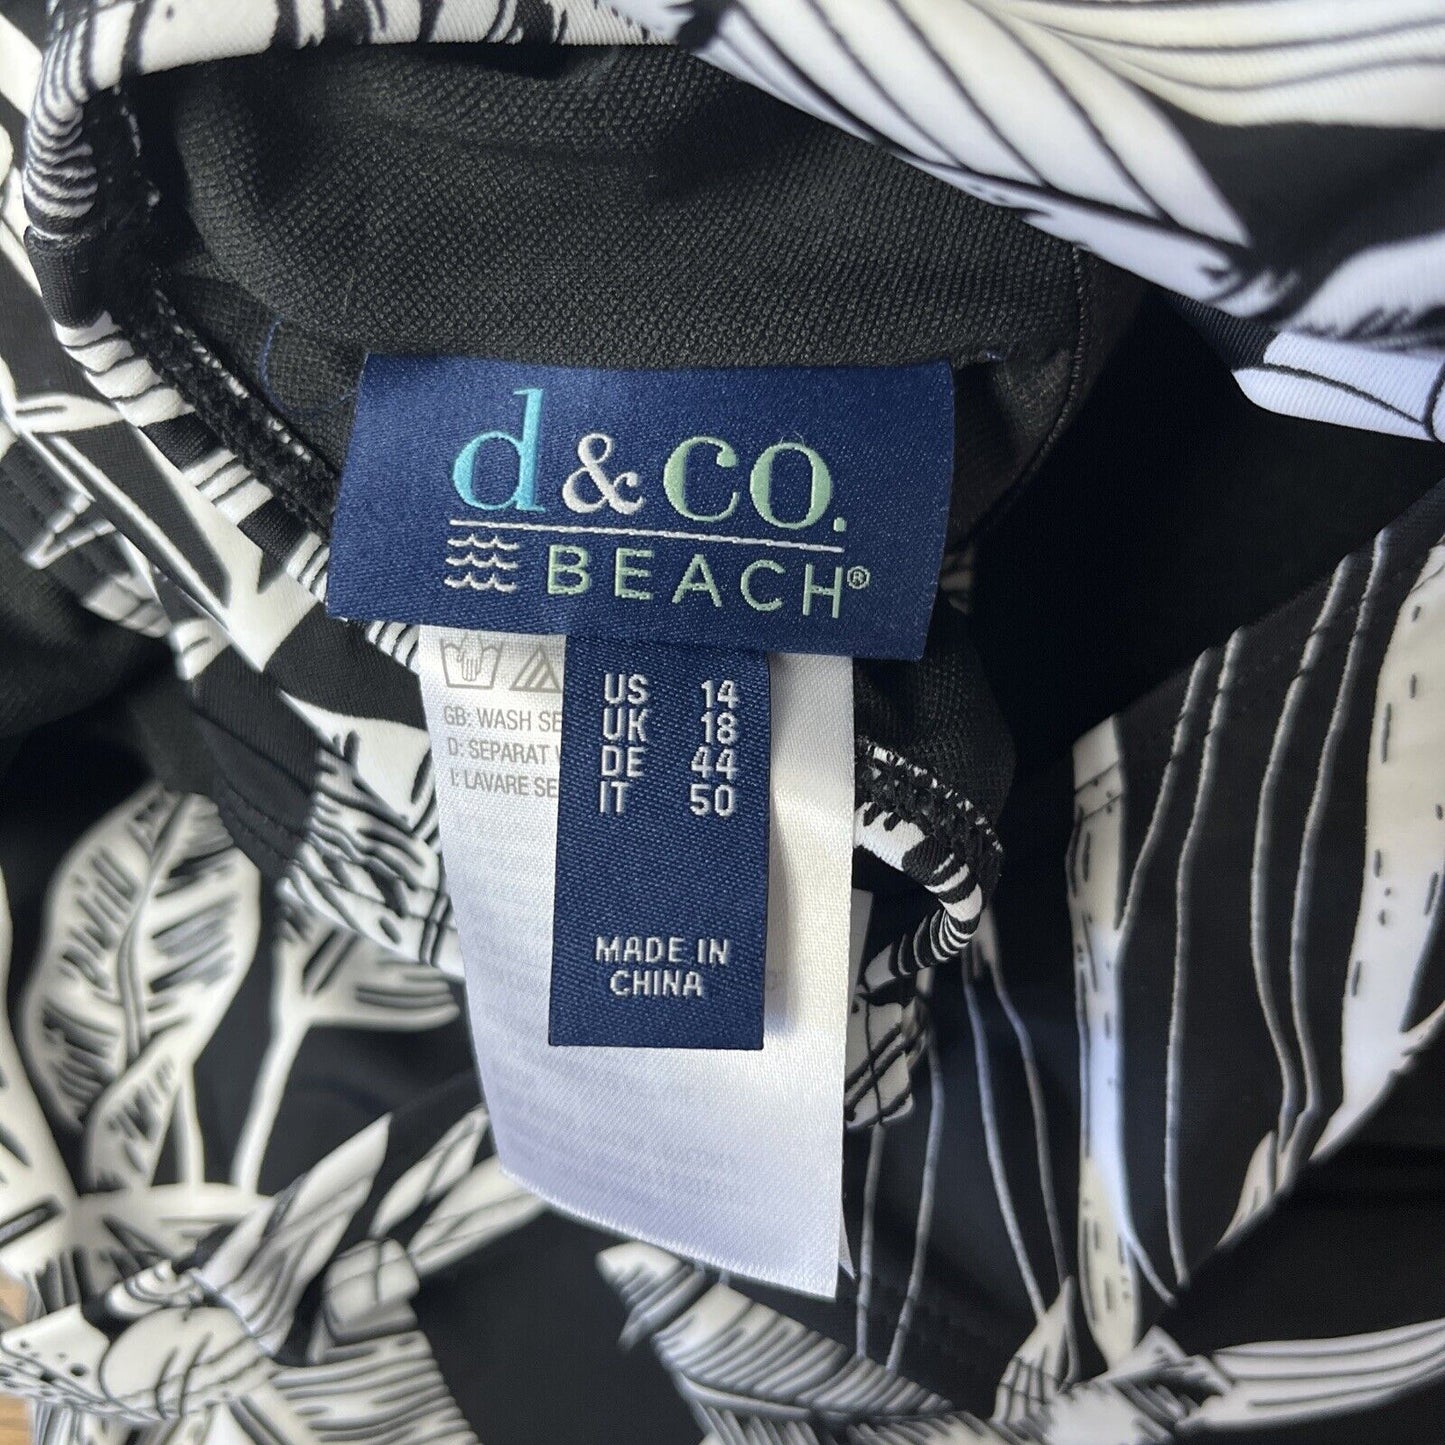 d&co.
BEACH®
GB: WASH SE
D: SEPARAT
I: LAVARE SE
US 14
UK 18
DE 44
IT 50
MADE IN
CHINA